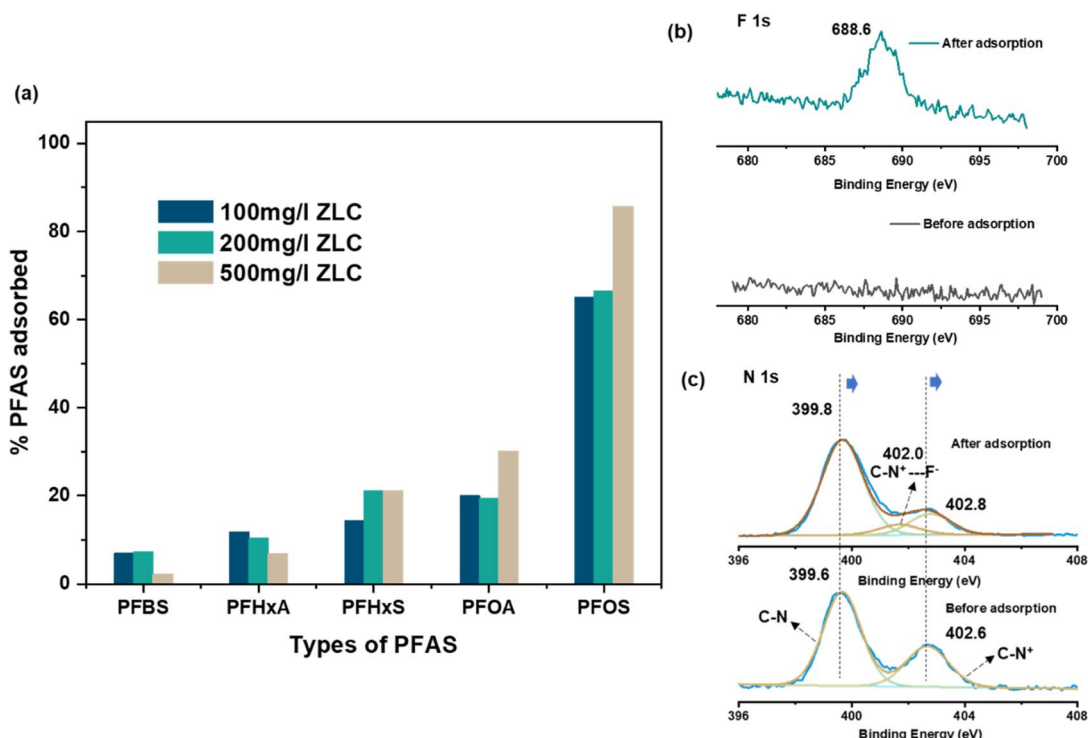 (a)
% PFAS adsorbed
100
80
60
40
20
0
100mg/l ZLC
200mg/l ZLC
500mg/l ZLC
PFBS PFHxA PFHxS PFOA PFOS
Types of PFAS
(b) F 1s
688.6
After adsorption
680 685 690 695 700
Binding Energy (eV)
Before adsorption
680 685 690 695 700
Binding Energy (eV)
(c) N 1s
399.8
After adsorption
402.0
C-N⁺---F⁻
402.8
396 400 404 408
Binding Energy (eV)
399.6
Before adsorption
C-N
402.6
C-N⁺
396 400 404 408
Binding Energy (eV)